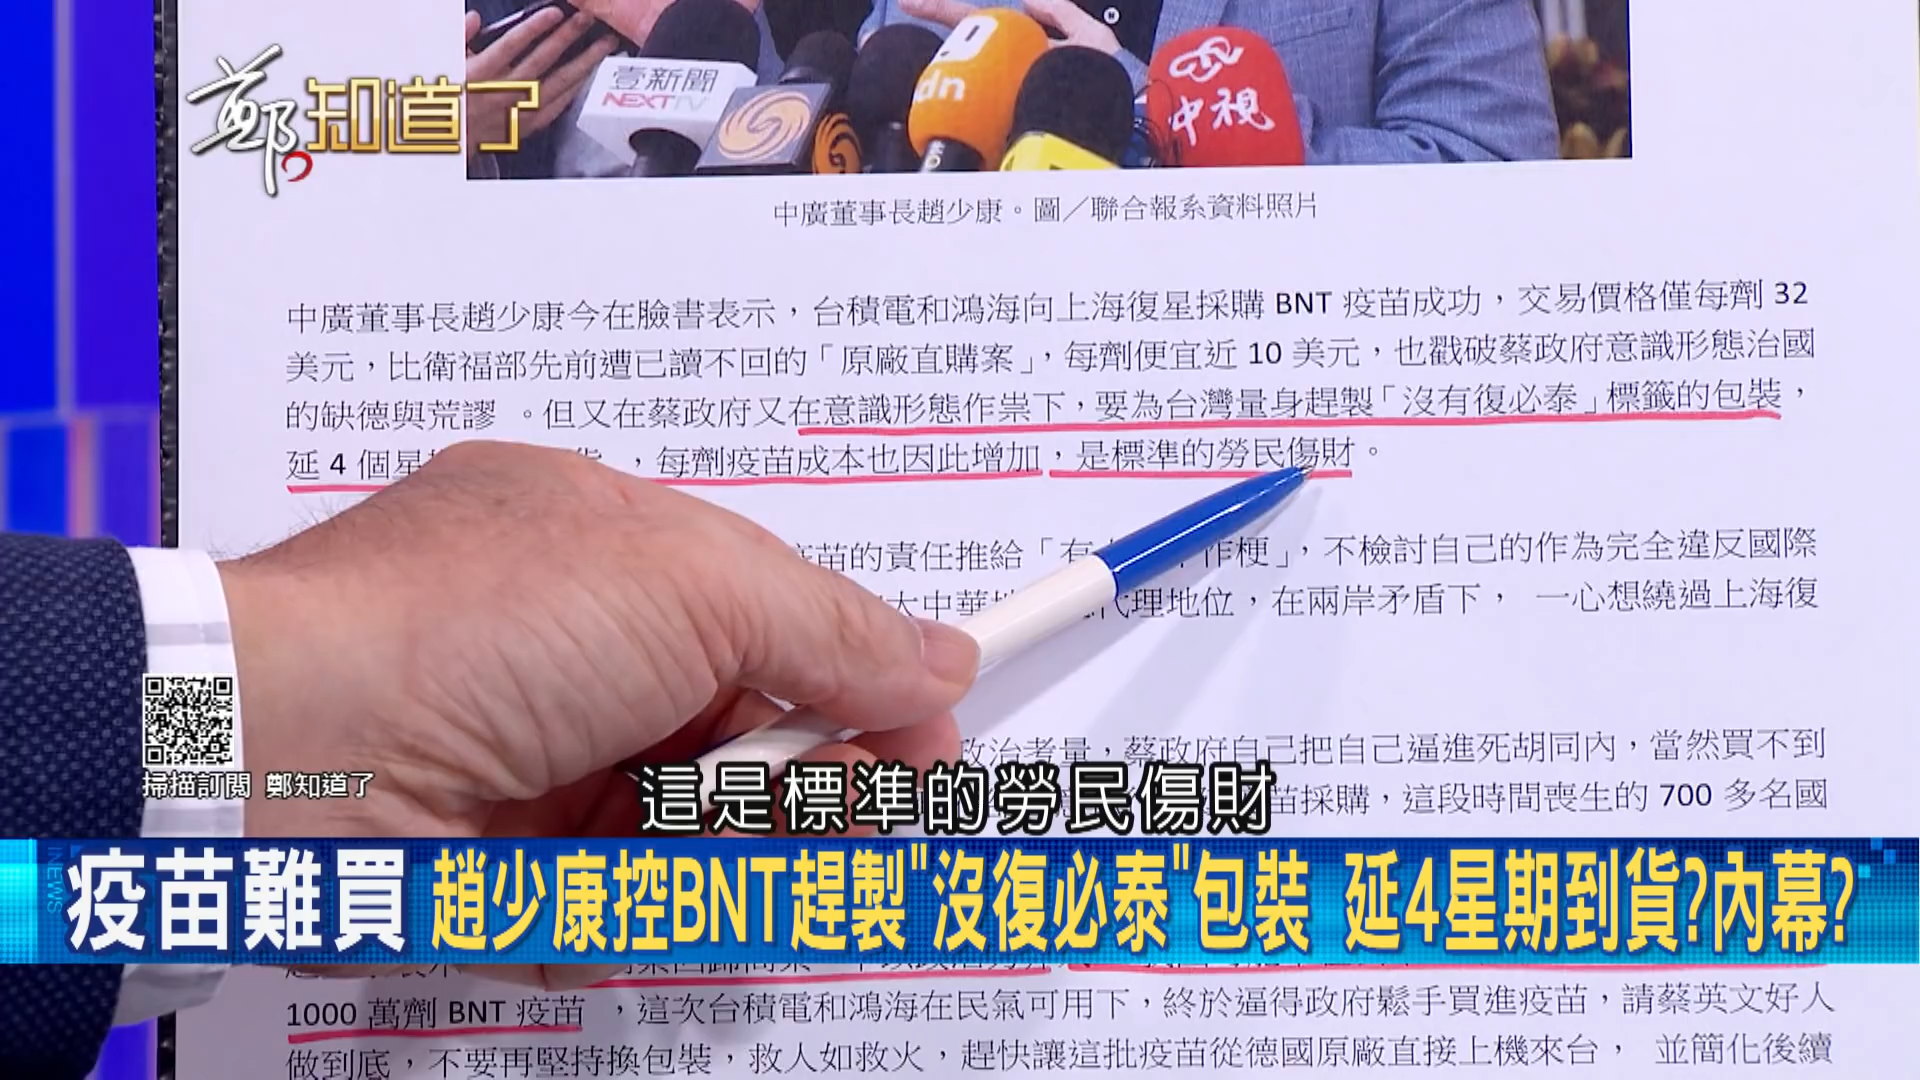 鄭知道了
壹新聞
NEXTTV
dn
中視
中廣董事長趙少康。圖／聯合報系資料照片
中廣董事長趙少康今在臉書表示，台積電和鴻海向上海復星採購 BNT 疫苗成功，交易價格僅每劑 32
美元，比衛福部先前遭已讀不回的「原廠直購案」，每劑便宜近 10 美元，也戳破蔡政府意識形態治國
的缺德與荒謬 。但又在蔡政府又在意識形態作祟下，要為台灣量身趕製「沒有復必泰」標籤的包裝，
延 4 個星 ，每劑疫苗成本也因此增加，是標準的勞民傷財。
疫苗的責任推給「有 作梗」，不檢討自己的作為完全違反國際
大中華地 代理地位，在兩岸矛盾下， 一心想繞過上海復
政治考量，蔡政府自己把自己逼進死胡同內，當然買不到
苗採購，這段時間喪生的 700 多名國
掃描訂閱 鄭知道了
這是標準的勞民傷財
NEWS
疫苗難買 趙少康控BNT趕製"沒復必泰"包裝 延4星期到貨?內幕?
1000 萬劑 BNT 疫苗 ，這次台積電和鴻海在民氣可用下，終於逼得政府鬆手買進疫苗，請蔡英文好人
做到底，不要再堅持換包裝，救人如救火，趕快讓這批疫苗從德國原廠直接上機來台， 並簡化後續